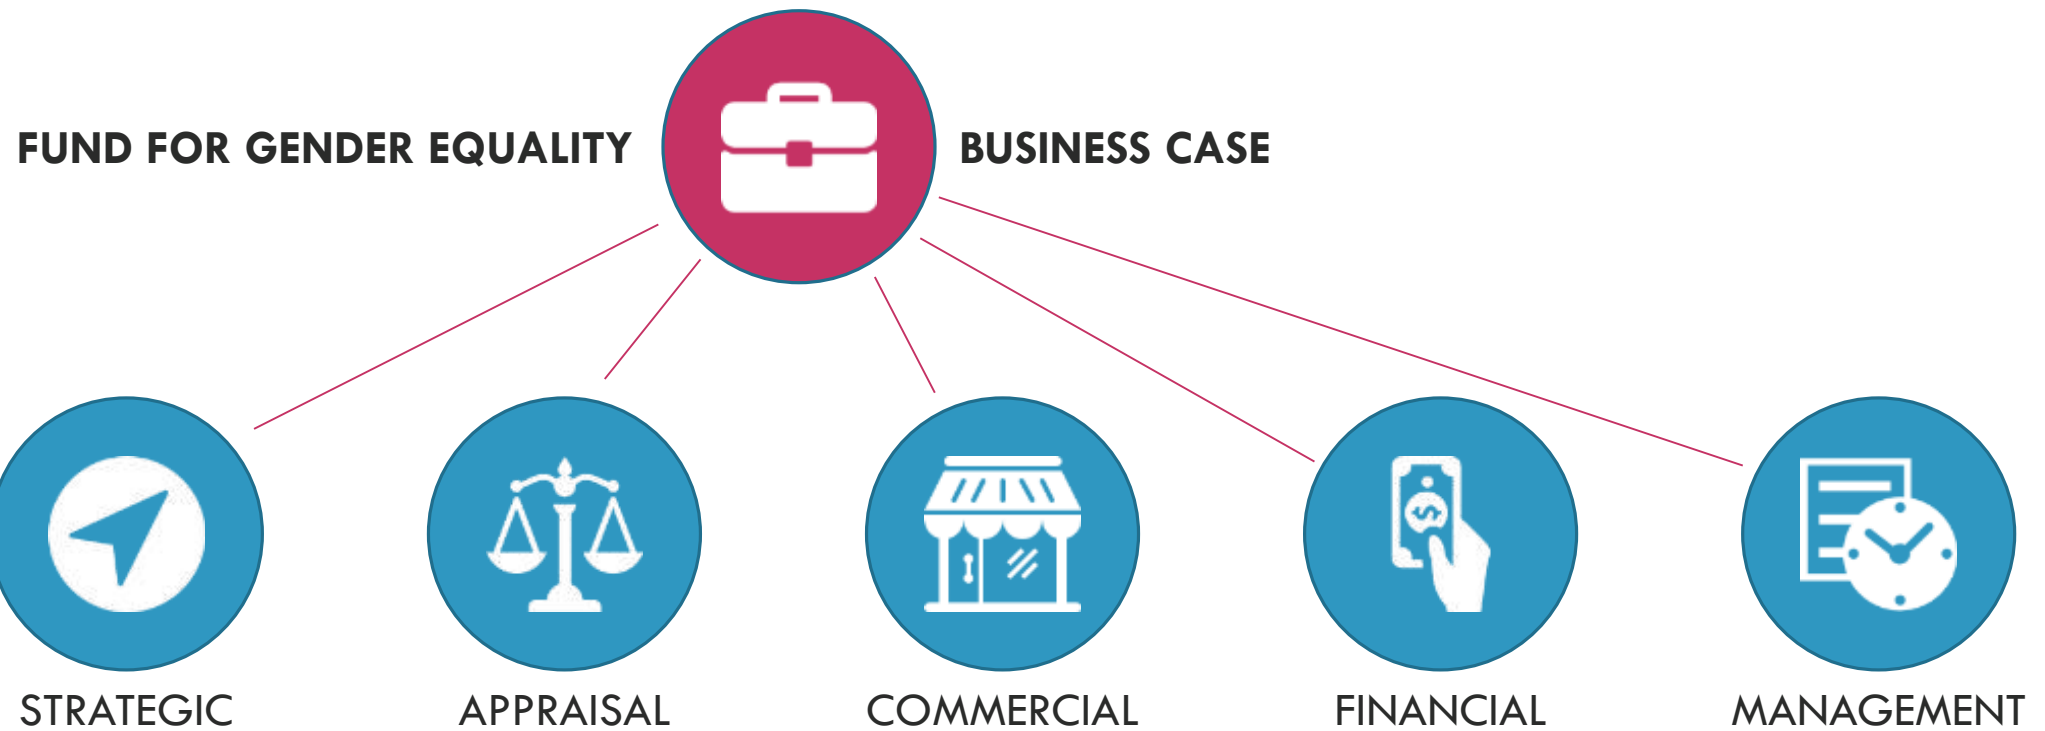 FUND FOR GENDER EQUALITY
BUSINESS CASE
STRATEGIC
APPRAISAL
COMMERCIAL
FINANCIAL
MANAGEMENT